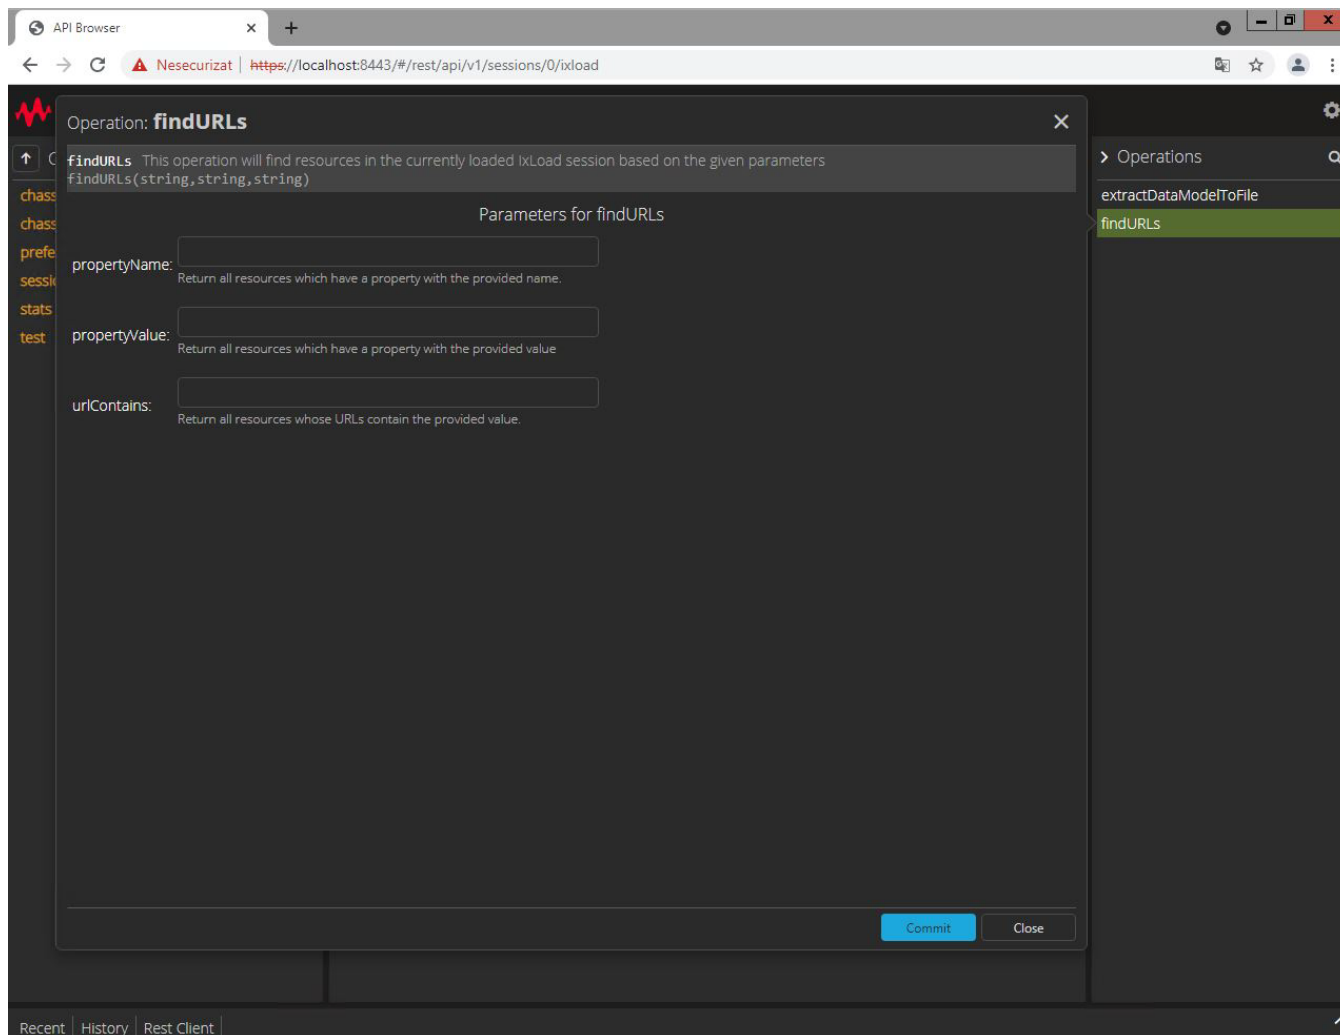 API Browser
Nesecurizat | https://localhost:8443/#/rest/api/v1/sessions/0/ixload
Operation: findURLs
findURLs This operation will find resources in the currently loaded IxLoad session based on the given parameters
findURLs(string,string,string)
Parameters for findURLs
propertyName:
Return all resources which have a property with the provided name.
propertyValue:
Return all resources which have a property with the provided value
urlContains:
Return all resources whose URLs contain the provided value.
Commit
Close
C
chass
chass
prefe
sessi
stats
test
Operations
extractDataModelToFile
findURLs
Recent | History | Rest Client